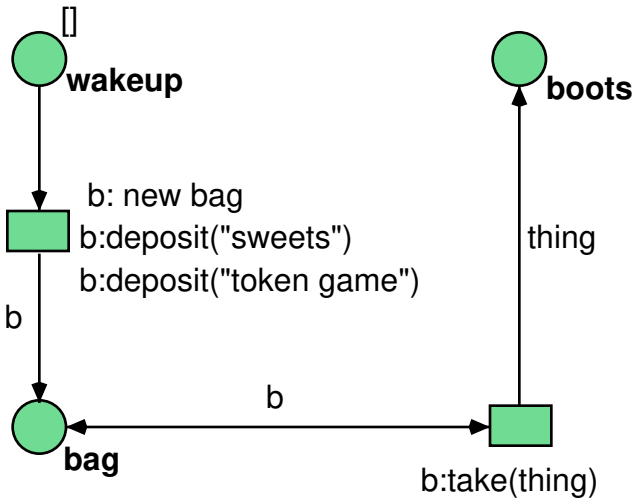 []
wakeup
boots
b: new bag
b:deposit("sweets")
b:deposit("token game")
thing
b
b
bag
b:take(thing)